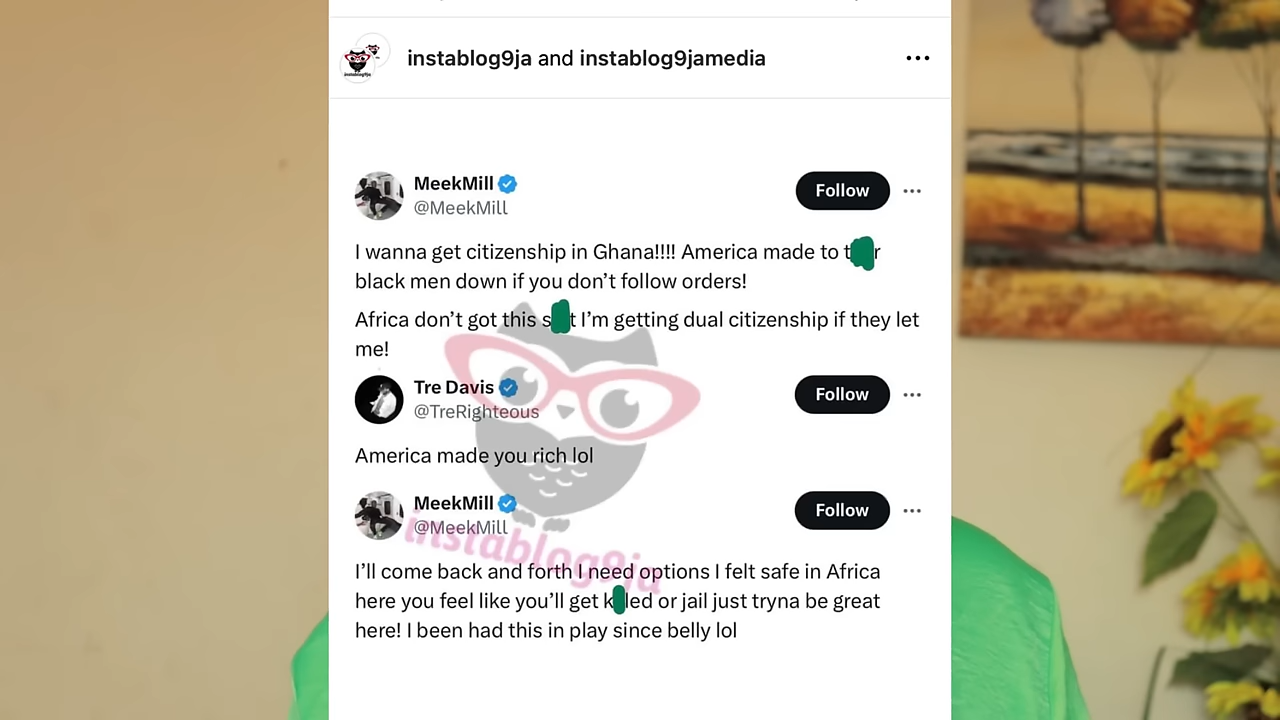 instablog9ja and instablog9jamedia
instablog9ja
MeekMill
@MeekMill
Follow
I wanna get citizenship in Ghana!!!! America made to t r
black men down if you don’t follow orders!
Africa don’t got this s t I’m getting dual citizenship if they let
me!
Tre Davis
@TreRighteous
Follow
America made you rich lol
MeekMill
@MeekMill
Follow
instablog9ja
I’ll come back and forth I need options I felt safe in Africa
here you feel like you’ll get k led or jail just tryna be great
here! I been had this in play since belly lol